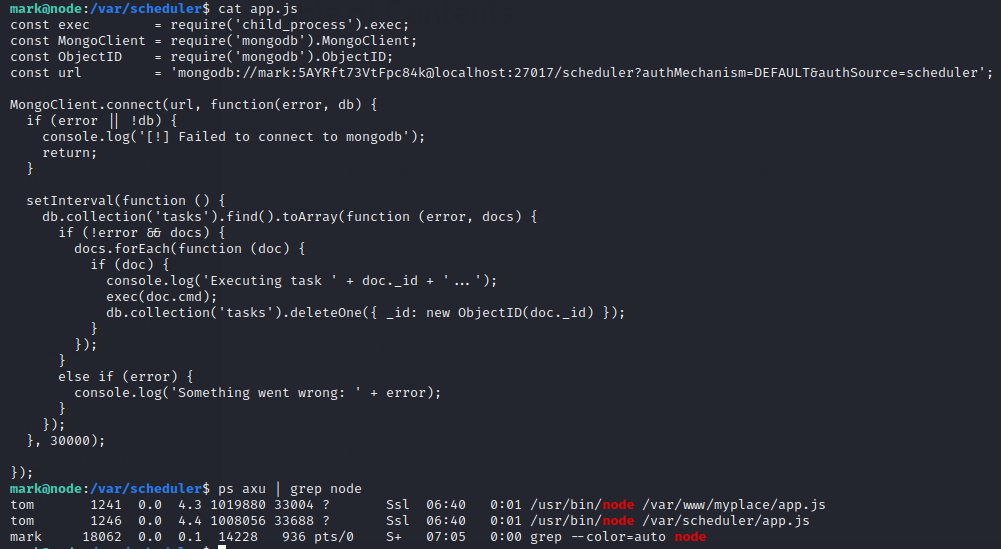 mark@node:/var/scheduler$ cat app.js
const exec        = require('child_process').exec;
const MongoClient = require('mongodb').MongoClient;
const ObjectID    = require('mongodb').ObjectID;
const url         = 'mongodb://mark:5AYRft73VtFpc84k@localhost:27017/scheduler?authMechanism=DEFAULT&authSource=scheduler';

MongoClient.connect(url, function(error, db) {
  if (error || !db) {
    console.log('[!] Failed to connect to mongodb');
    return;
  }

  setInterval(function () {
    db.collection('tasks').find().toArray(function (error, docs) {
      if (!error && docs) {
        docs.forEach(function (doc) {
          if (doc) {
            console.log('Executing task ' + doc._id + '...');
            exec(doc.cmd);
            db.collection('tasks').deleteOne({ _id: new ObjectID(doc._id) });
          }
        });
      }
      else if (error) {
        console.log('Something went wrong: ' + error);
      }
    });
  }, 30000);

});
mark@node:/var/scheduler$ ps axu | grep node
tom       1241  0.0  4.3 1019880 33004 ?       Ssl  06:40   0:01 /usr/bin/node /var/www/myplace/app.js
tom       1246  0.0  4.4 1008056 33688 ?       Ssl  06:40   0:01 /usr/bin/node /var/scheduler/app.js
mark     18062  0.0  0.1  14228   936 pts/0    S+   07:05   0:00 grep --color=auto node